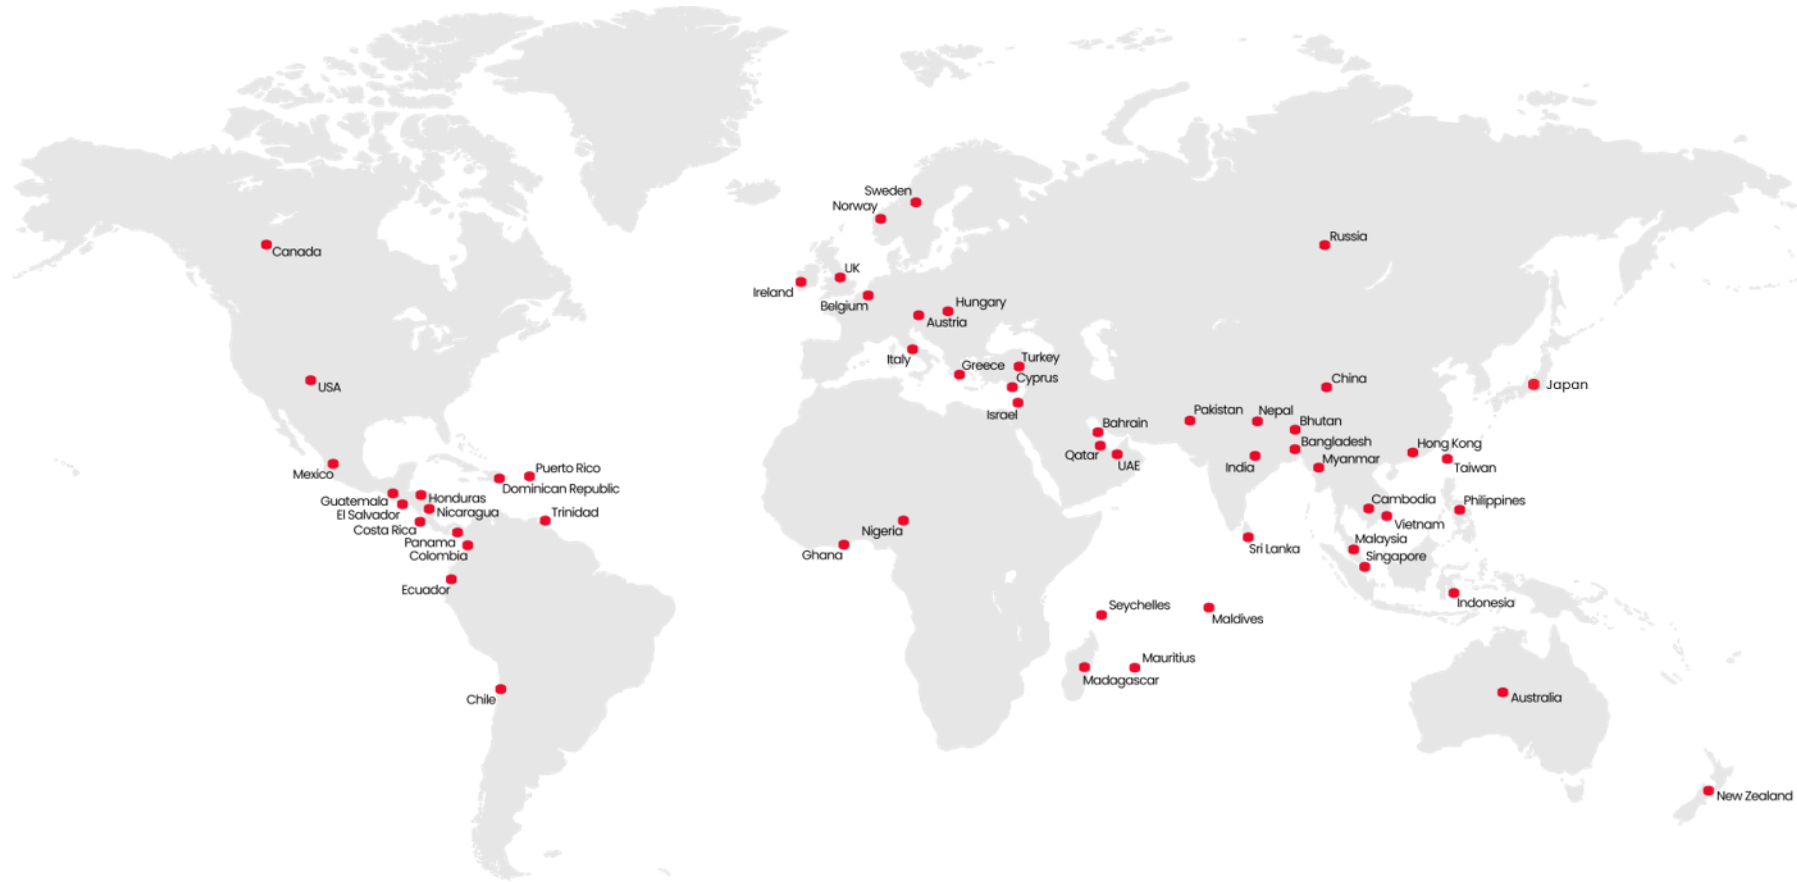 Sweden
Norway
Russia
Canada
UK
Ireland
Belgium
Hungary
Austria
Italy
Turkey
Greece
Cyprus
China
Japan
USA
Israel
Pakistan
Nepal
Bahrain
Bhutan
Bangladesh
Hong Kong
Qatar
UAE
India
Myanmar
Taiwan
Mexico
Puerto Rico
Dominican Republic
Guatemala
Honduras
El Salvador
Nicaragua
Trinidad
Costa Rica
Panama
Colombia
Cambodia
Philippines
Vietnam
Nigeria
Ghana
Sri Lanka
Malaysia
Singapore
Ecuador
Seychelles
Maldives
Indonesia
Mauritius
Madagascar
Chile
Australia
New Zealand